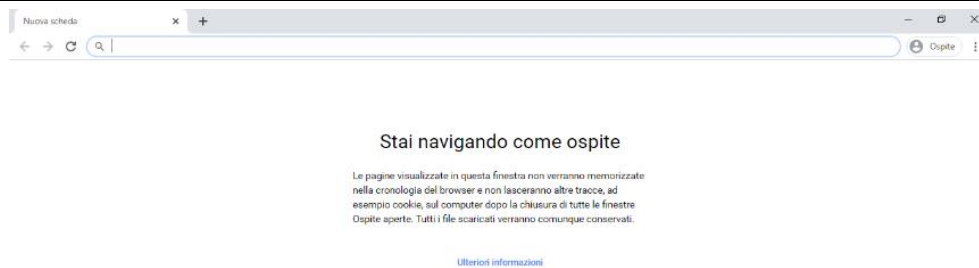 Nuova scheda
Ospite
Stai navigando come ospite
Le pagine visualizzate in questa finestra non verranno memorizzate
nella cronologia del browser e non lasceranno altre tracce, ad
esempio cookie, sul computer dopo la chiusura di tutte le finestre
Ospite aperte. Tutti i file scaricati verranno comunque conservati.
Ulteriori informazioni